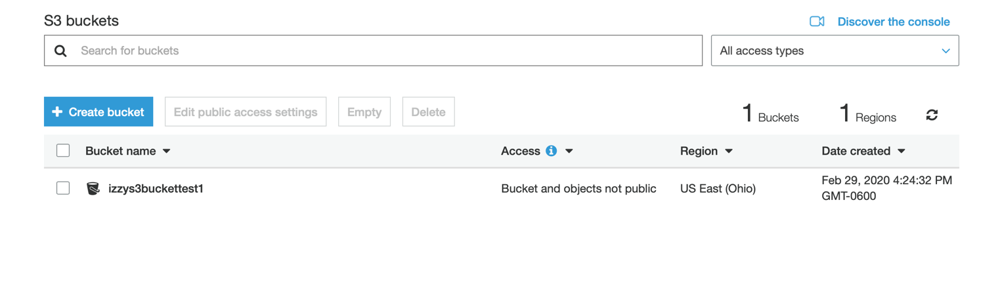 S3 buckets
Discover the console
Search for buckets
All access types
Create bucket
Edit public access settings
Empty
Delete
1 Buckets
1 Regions
Bucket name
Access
Region
Date created
izzys3buckettest1
Bucket and objects not public
US East (Ohio)
Feb 29, 2020 4:24:32 PM
GMT-0600